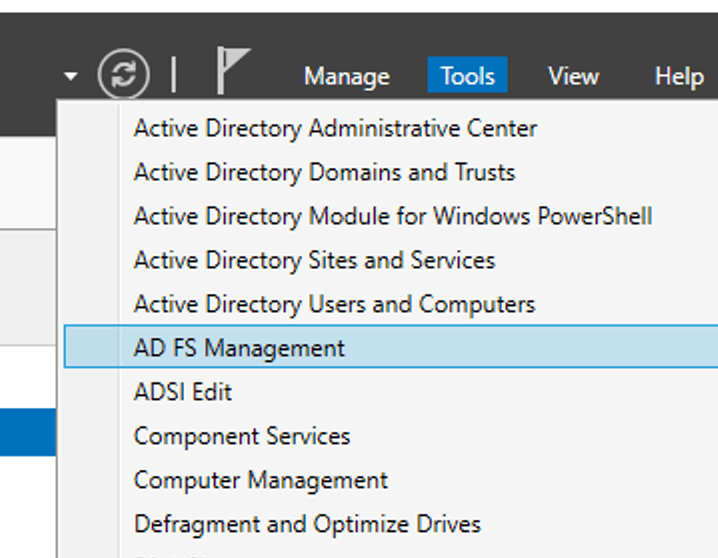 Manage Tools View Help
Active Directory Administrative Center
Active Directory Domains and Trusts
Active Directory Module for Windows PowerShell
Active Directory Sites and Services
Active Directory Users and Computers
AD FS Management
ADSI Edit
Component Services
Computer Management
Defragment and Optimize Drives